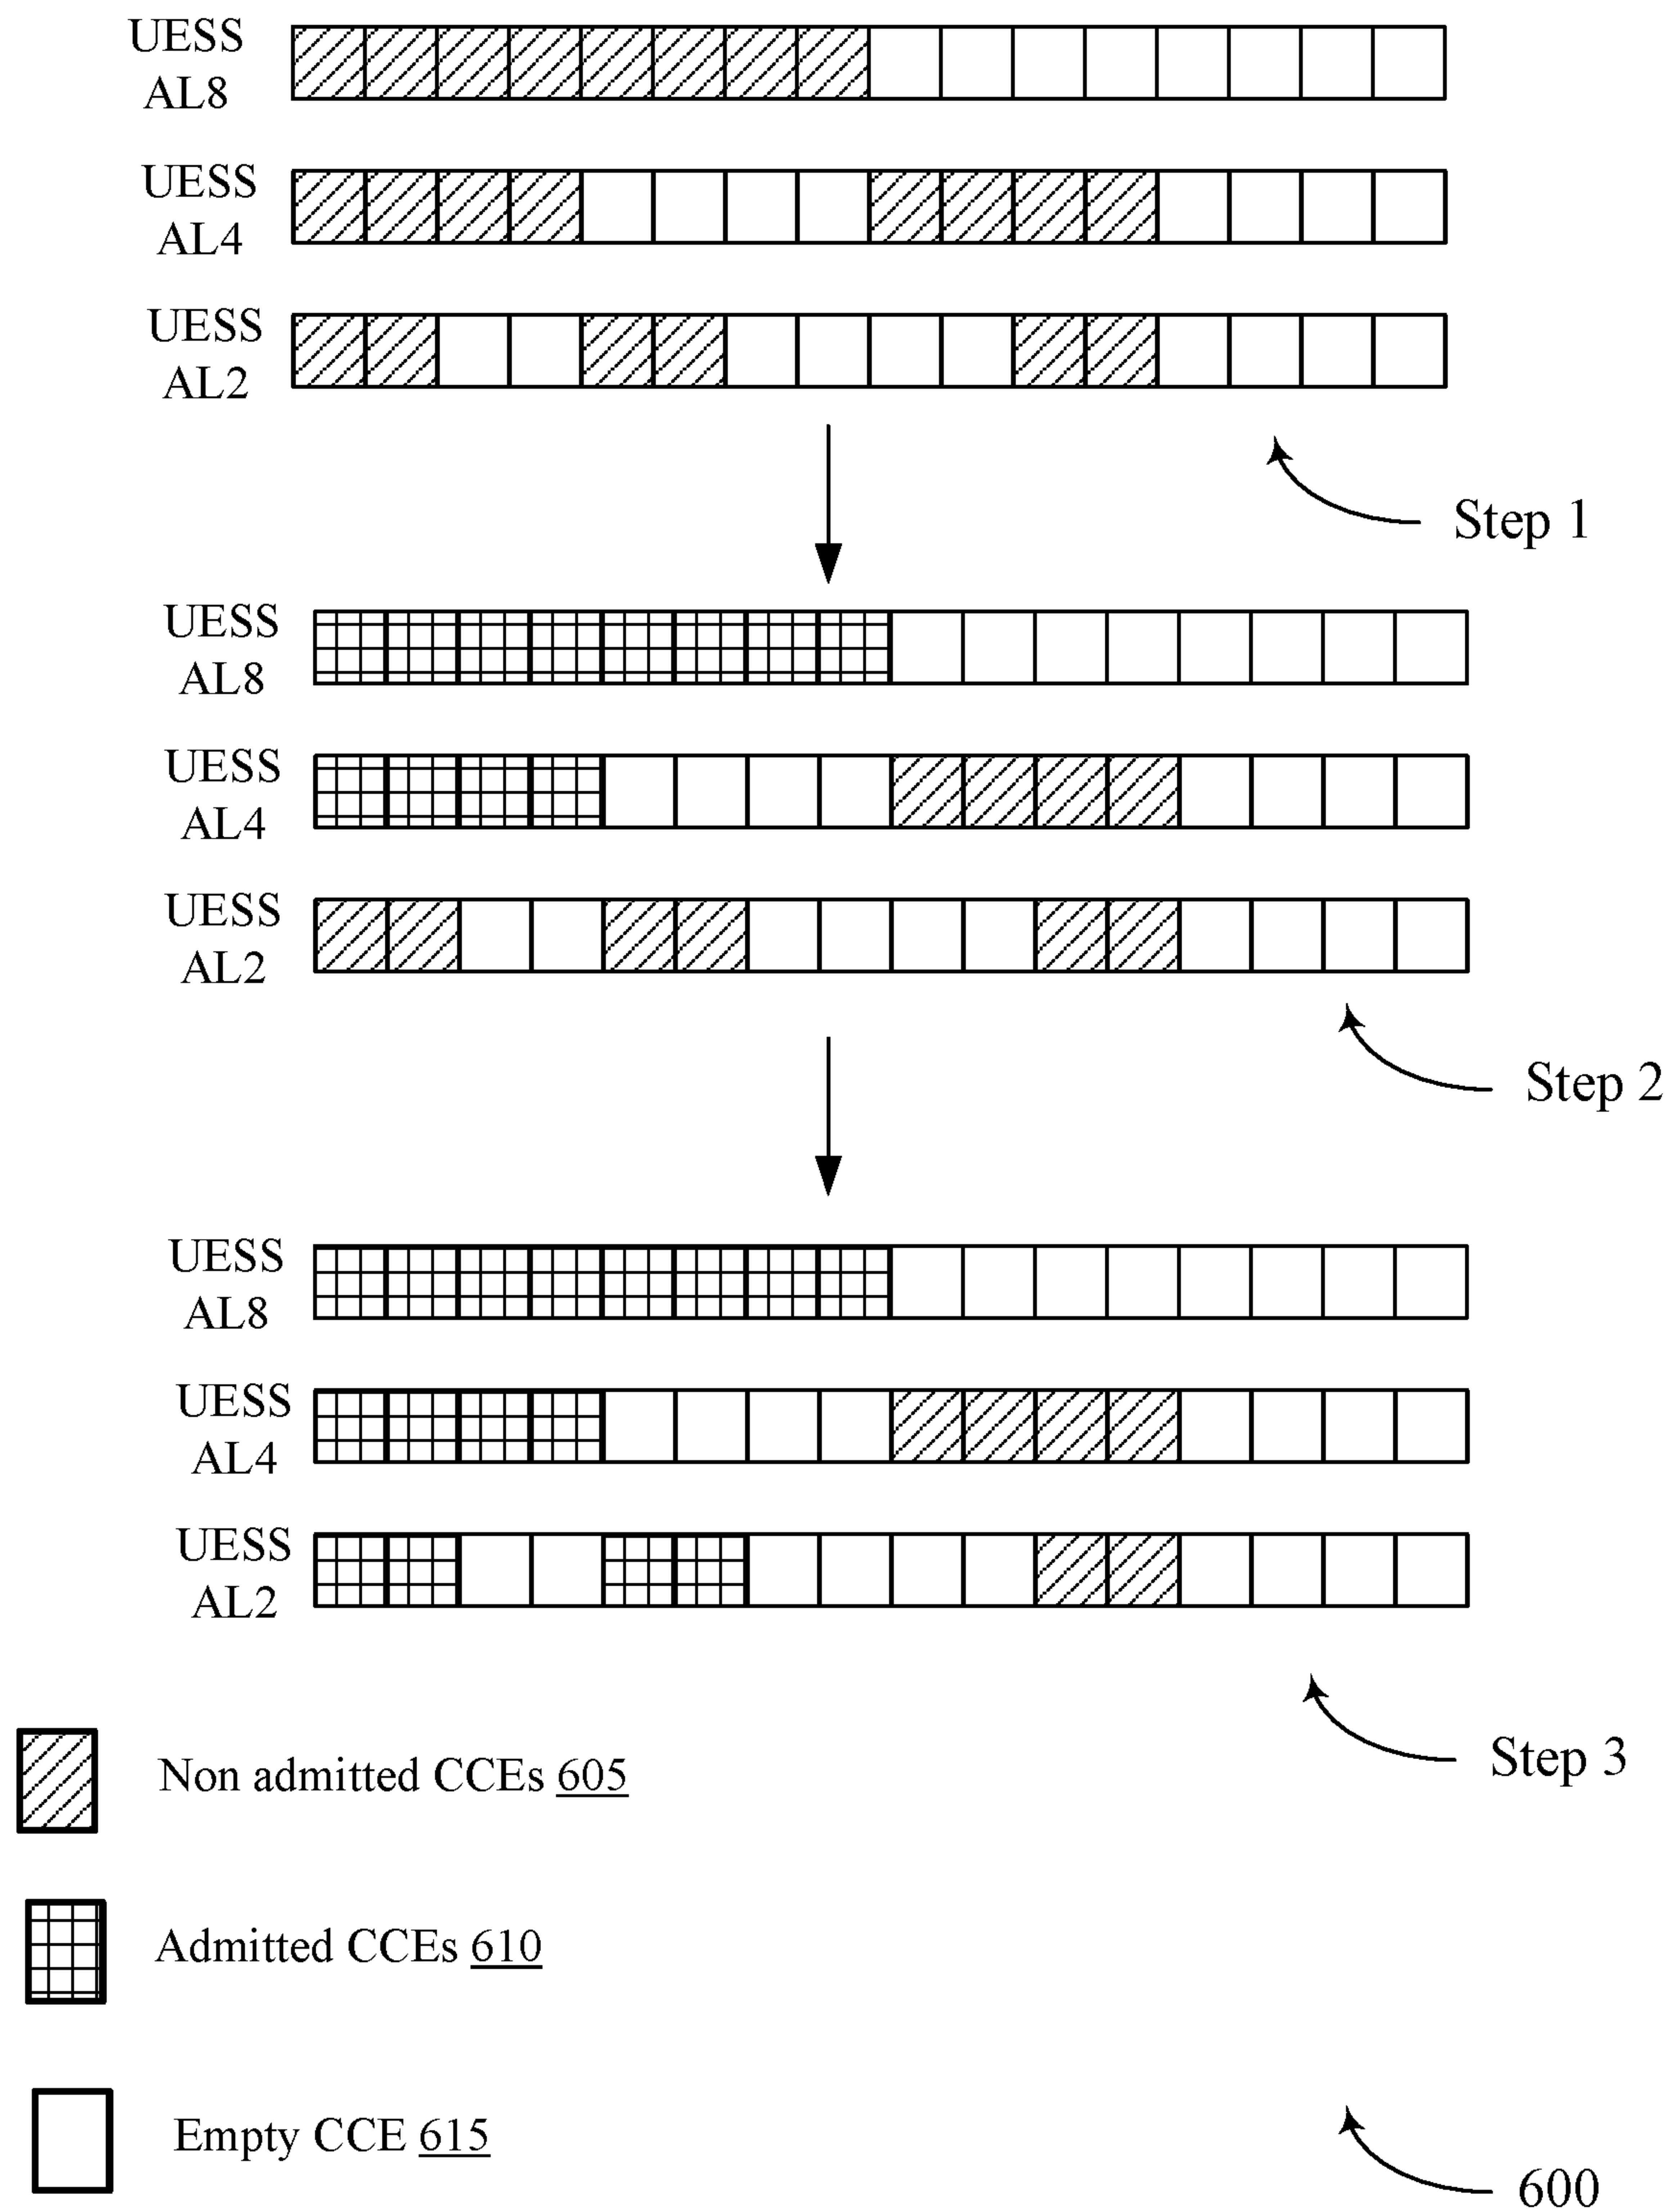 UESS
AL8
UESS
AL4
UESS
AL2
Step 1
UESS
AL8
UESS
AL4
UESS
AL2
Step 2
UESS
AL8
UESS
AL4
UESS
AL2
Step 3
Non admitted CCEs 605
Admitted CCEs 610
Empty CCE 615
600